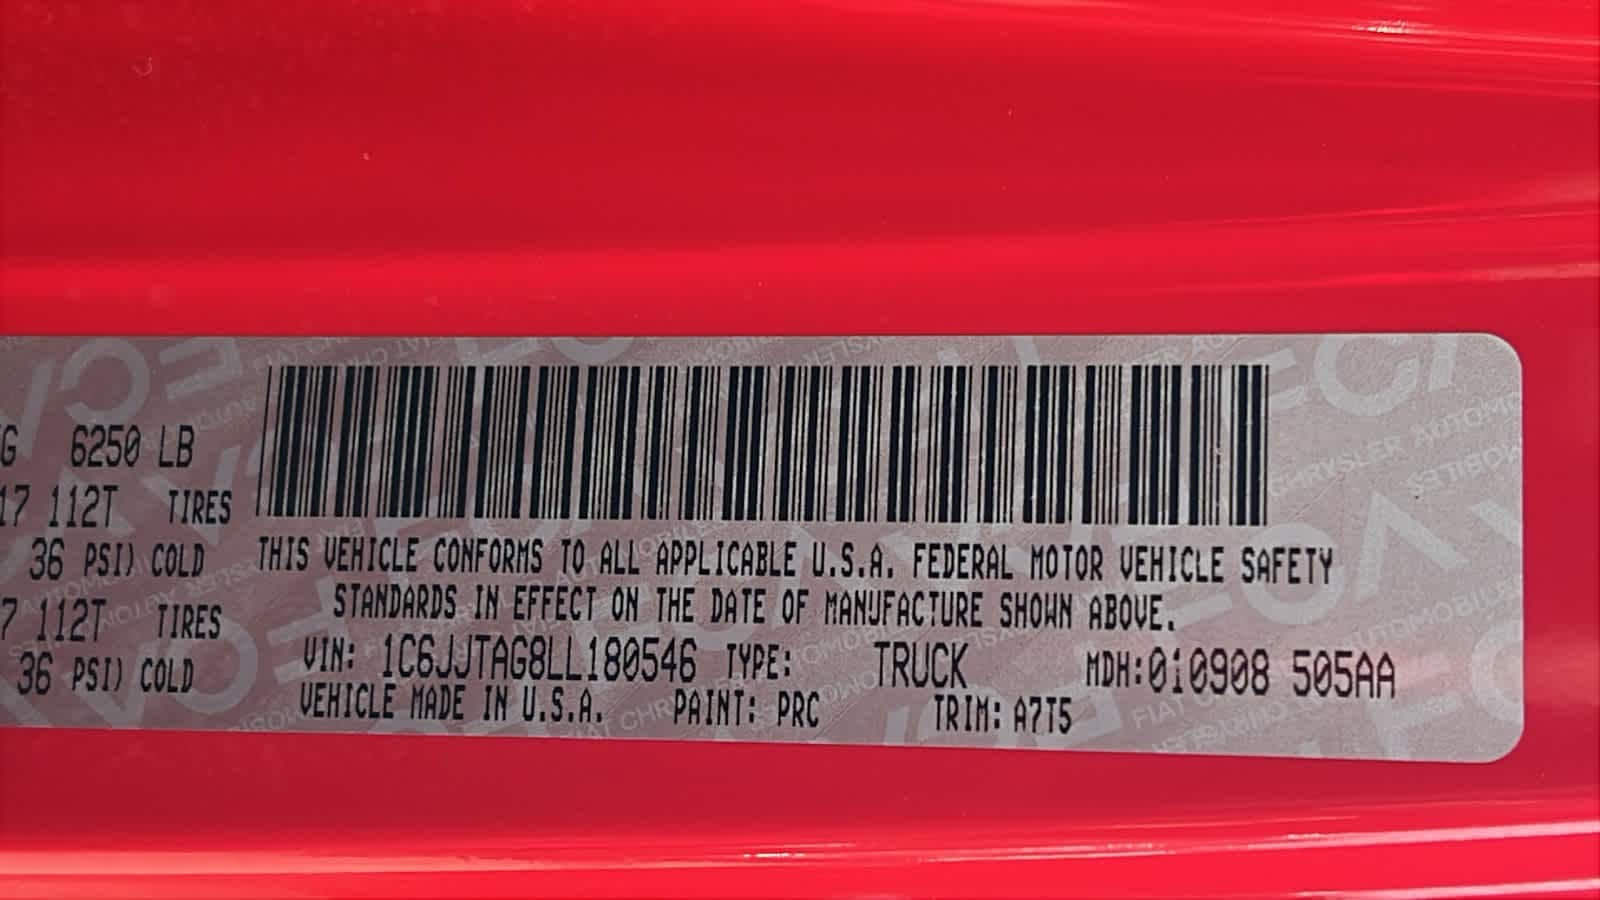 G 6250 LB
17 112T TIRES
36 PSI) COLD
7 112T TIRES
36 PSI) COLD
THIS VEHICLE CONFORMS TO ALL APPLICABLE U.S.A. FEDERAL MOTOR VEHICLE SAFETY
STANDARDS IN EFFECT ON THE DATE OF MANUFACTURE SHOWN ABOVE.
VIN: 1C6JJTAG8LL180546 TYPE: TRUCK MDH:010908 505AA
VEHICLE MADE IN U.S.A. PAINT: PRC TRIM: A7T5